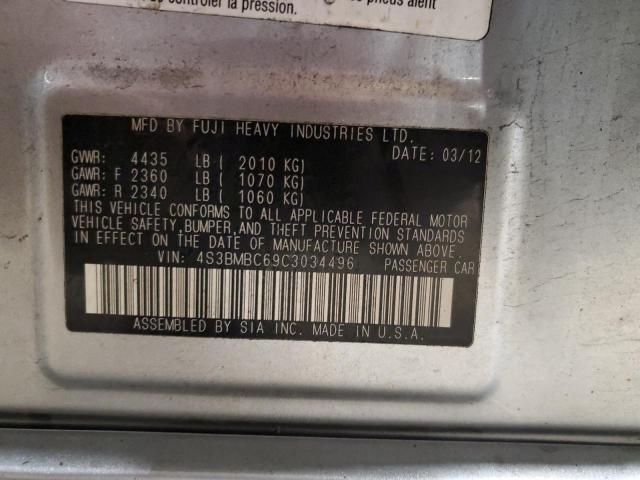 de contrôler la pression.
MFD BY FUJI HEAVY INDUSTRIES LTD.
GVWR: 4435 LB ( 2010 KG) DATE: 03/12
GAWR: F 2360 LB ( 1070 KG)
GAWR: R 2340 LB ( 1060 KG)
THIS VEHICLE CONFORMS TO ALL APPLICABLE FEDERAL MOTOR
VEHICLE SAFETY,BUMPER,AND THEFT PREVENTION STANDARDS
IN EFFECT ON THE DATE OF MANUFACTURE SHOWN ABOVE.
VIN: 4S3BMBC69C3034496 PASSENGER CAR
ASSEMBLED BY SIA INC. MADE IN U.S.A.